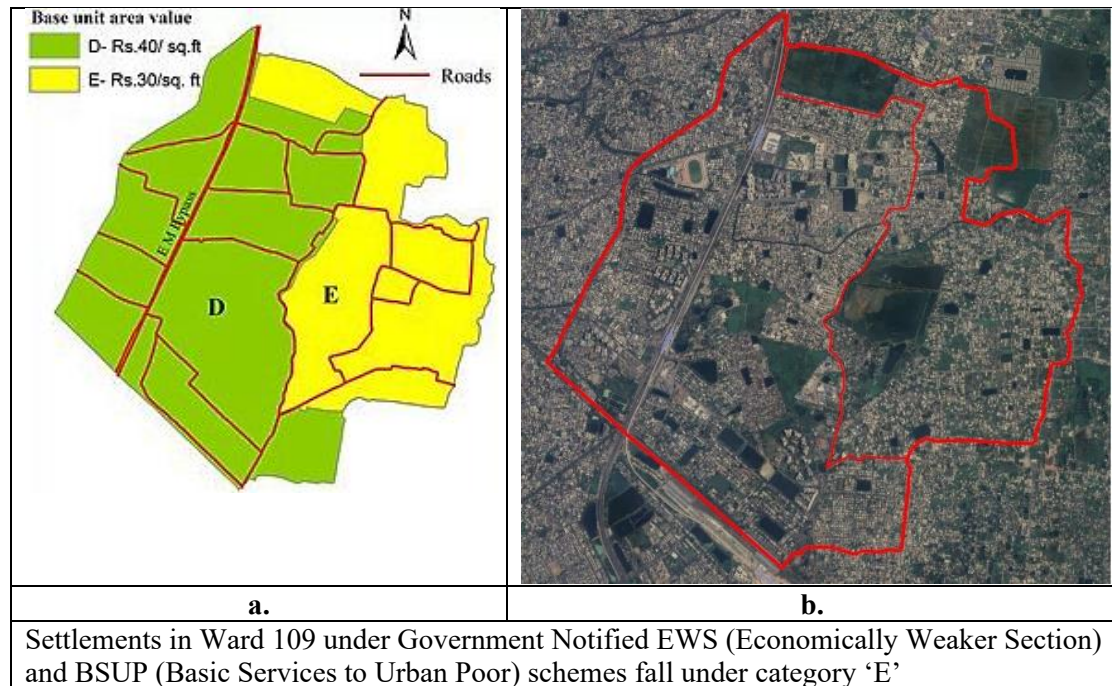 Base unit area value
D- Rs.40/ sq.ft
E- Rs.30/sq. ft
N
Roads
E M Bypass
D
E
a.
b.
Settlements in Ward 109 under Government Notified EWS (Economically Weaker Section)
and BSUP (Basic Services to Urban Poor) schemes fall under category ‘E’